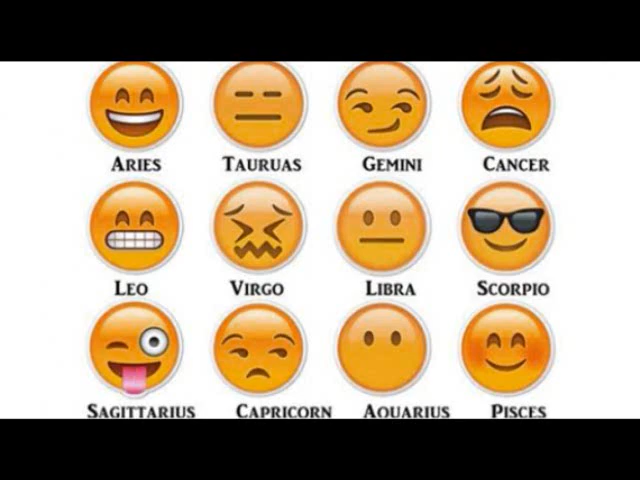 ARIES TAURUAS GEMINI CANCER
LEO VIRGO LIBRA SCORPIO
SAGITTARIUS CAPRICORN AQUARIUS PISCES